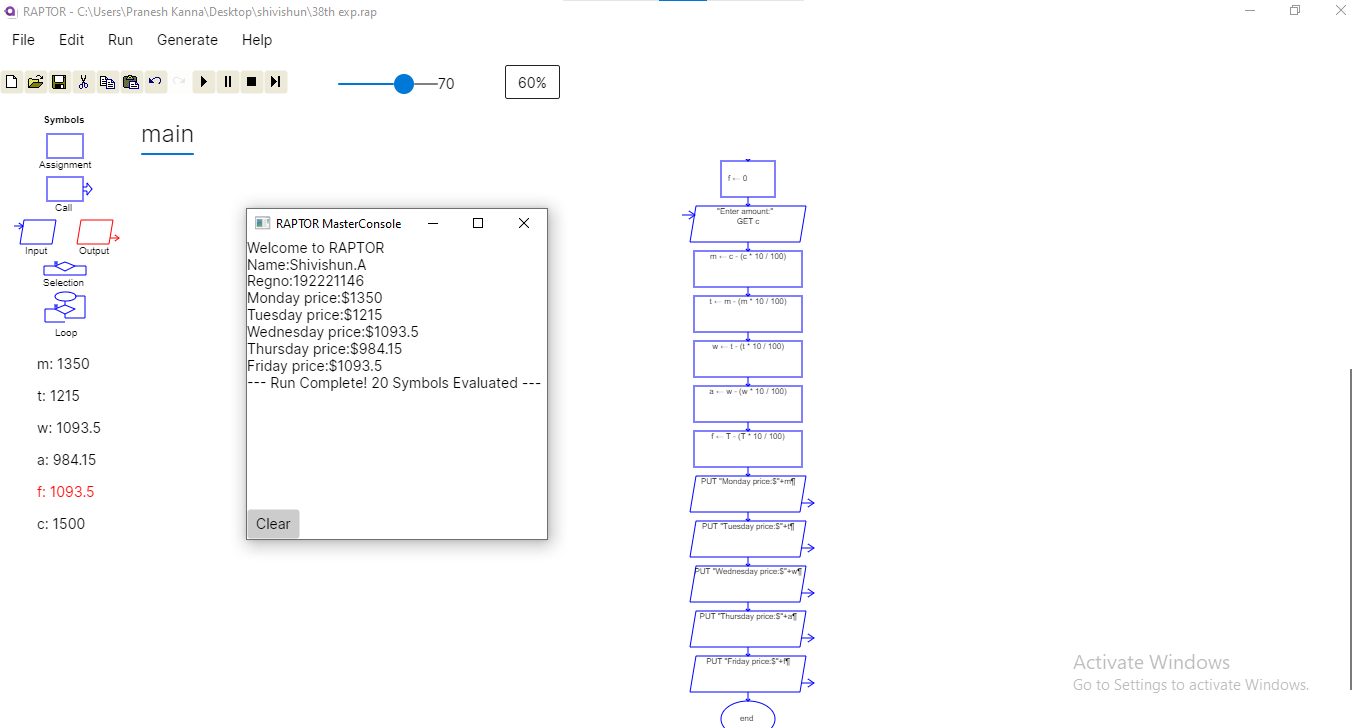 RAPTOR - C:\Users\Pranesh Kanna\Desktop\shivishun\38th exp.rap
File Edit Run Generate Help
70
60%
Symbols
Assignment
Call
Input Output
Selection
Loop
m: 1350
t: 1215
w: 1093.5
a: 984.15
f: 1093.5
c: 1500
main
RAPTOR MasterConsole
Welcome to RAPTOR
Name:Shivishun.A
Regno:192221146
Monday price:$1350
Tuesday price:$1215
Wednesday price:$1093.5
Thursday price:$984.15
Friday price:$1093.5
--- Run Complete! 20 Symbols Evaluated ---
Clear
f ← 0
"Enter amount:"
GET c
m ← c - (c * 10 / 100)
t ← m - (m * 10 / 100)
w ← t - (t * 10 / 100)
a ← w - (w * 10 / 100)
f ← T - (T * 10 / 100)
PUT "Monday price:$"+m¶
PUT "Tuesday price:$"+t¶
PUT "Wednesday price:$"+w¶
PUT "Thursday price:$"+a¶
PUT "Friday price:$"+f¶
end
Activate Windows
Go to Settings to activate Windows.